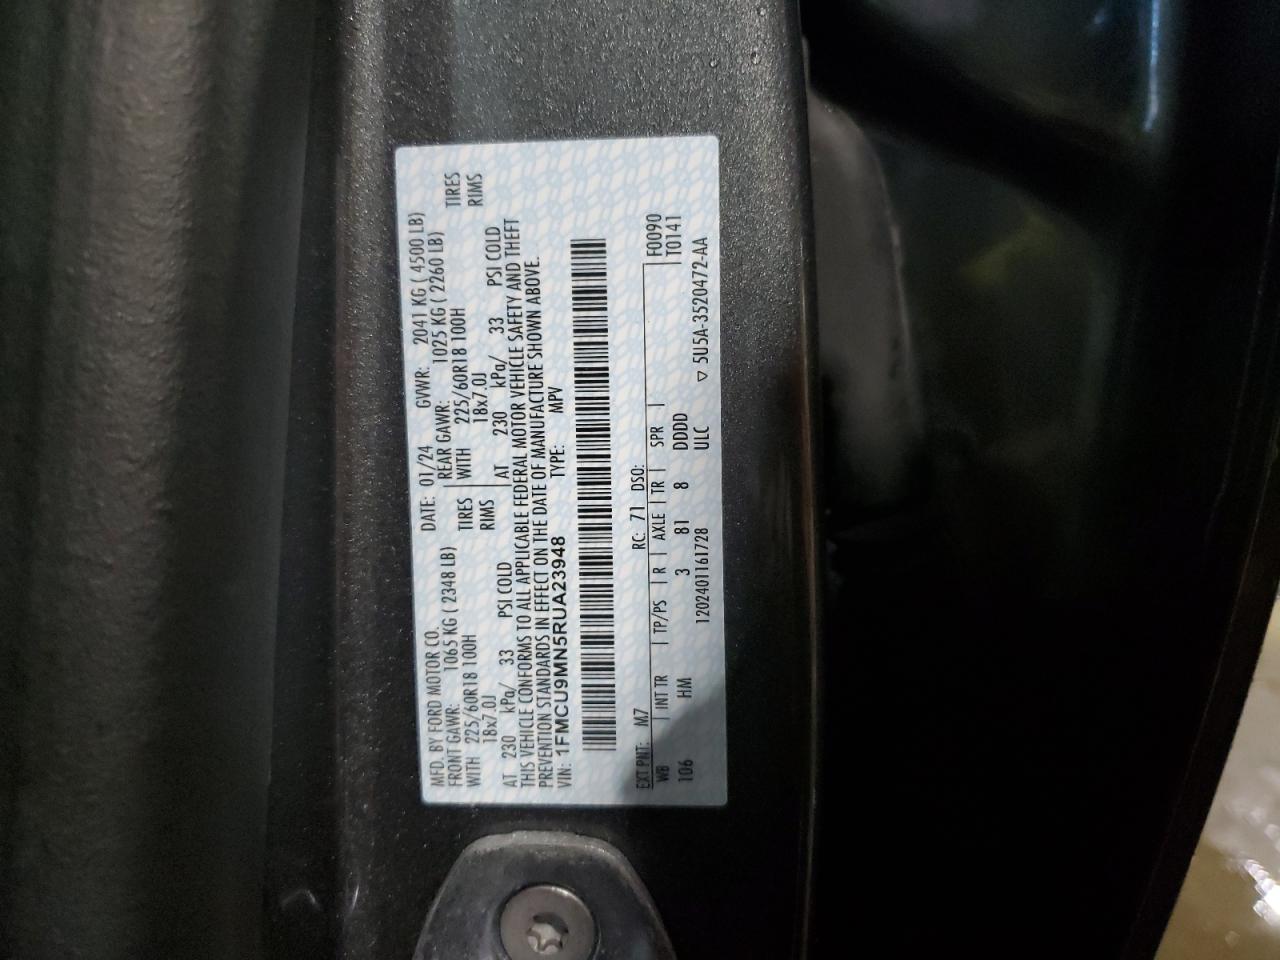 MFD. BY FORD MOTOR CO.
DATE: 01/24 GVWR: 2041 KG ( 4500 LB)
FRONT GAWR: 1065 KG ( 2348 LB) REAR GAWR: 1025 KG ( 2260 LB)
WITH 225/60R18 100H TIRES WITH 225/60R18 100H TIRES
18x7.0J RIMS 18x7.0J RIMS
AT 230 kPa/ 33 PSI COLD AT 230 kPa/ 33 PSI COLD
THIS VEHICLE CONFORMS TO ALL APPLICABLE FEDERAL MOTOR VEHICLE SAFETY AND THEFT
PREVENTION STANDARDS IN EFFECT ON THE DATE OF MANUFACTURE SHOWN ABOVE.
VIN: 1FMCU9MN5RUA23948 TYPE: MPV
EXT PNT: M7 RC: 71 DSO: F0090
WB | INT TR | TP/PS | R | AXLE | TR | SPR | T0141
106 HM 3 81 8 DDDD
120240116 1728 ULC ▽ 5U5A-3520472-AA